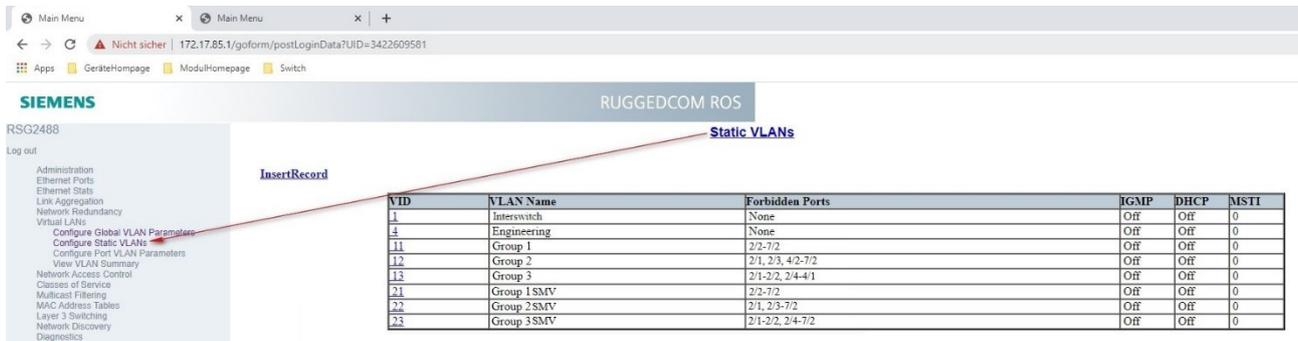 Main Menu
Main Menu
Nicht sicher | 172.17.85.1/goform/postLoginData?UID=3422609581
Apps GeräteHompage ModulHomepage Switch
SIEMENS
RUGGEDCOM ROS
RSG2488
Static VLANs
Log out
InsertRecord
Administration
Ethernet Ports
Ethernet Stats
Link Aggregation
Network Redundancy
Virtual LANs
Configure Global VLAN Parameters
Configure Static VLANs
Configure Port VLAN Parameters
View VLAN Summary
Network Access Control
Classes of Service
Multicast Filtering
MAC Address Tables
Layer 3 Switching
Network Discovery
Diagnostics
VID VLAN Name Forbidden Ports IGMP DHCP MSTI
1 Interswitch None Off Off 0
4 Engineering None Off Off 0
11 Group 1 2/2-7/2 Off Off 0
12 Group 2 2/1, 2/3, 4/2-7/2 Off Off 0
13 Group 3 2/1-2/2, 2/4-4/1 Off Off 0
21 Group 1SMV 2/2-7/2 Off Off 0
22 Group 2SMV 2/1, 2/3-7/2 Off Off 0
23 Group 3SMV 2/1-2/2, 2/4-7/2 Off Off 0